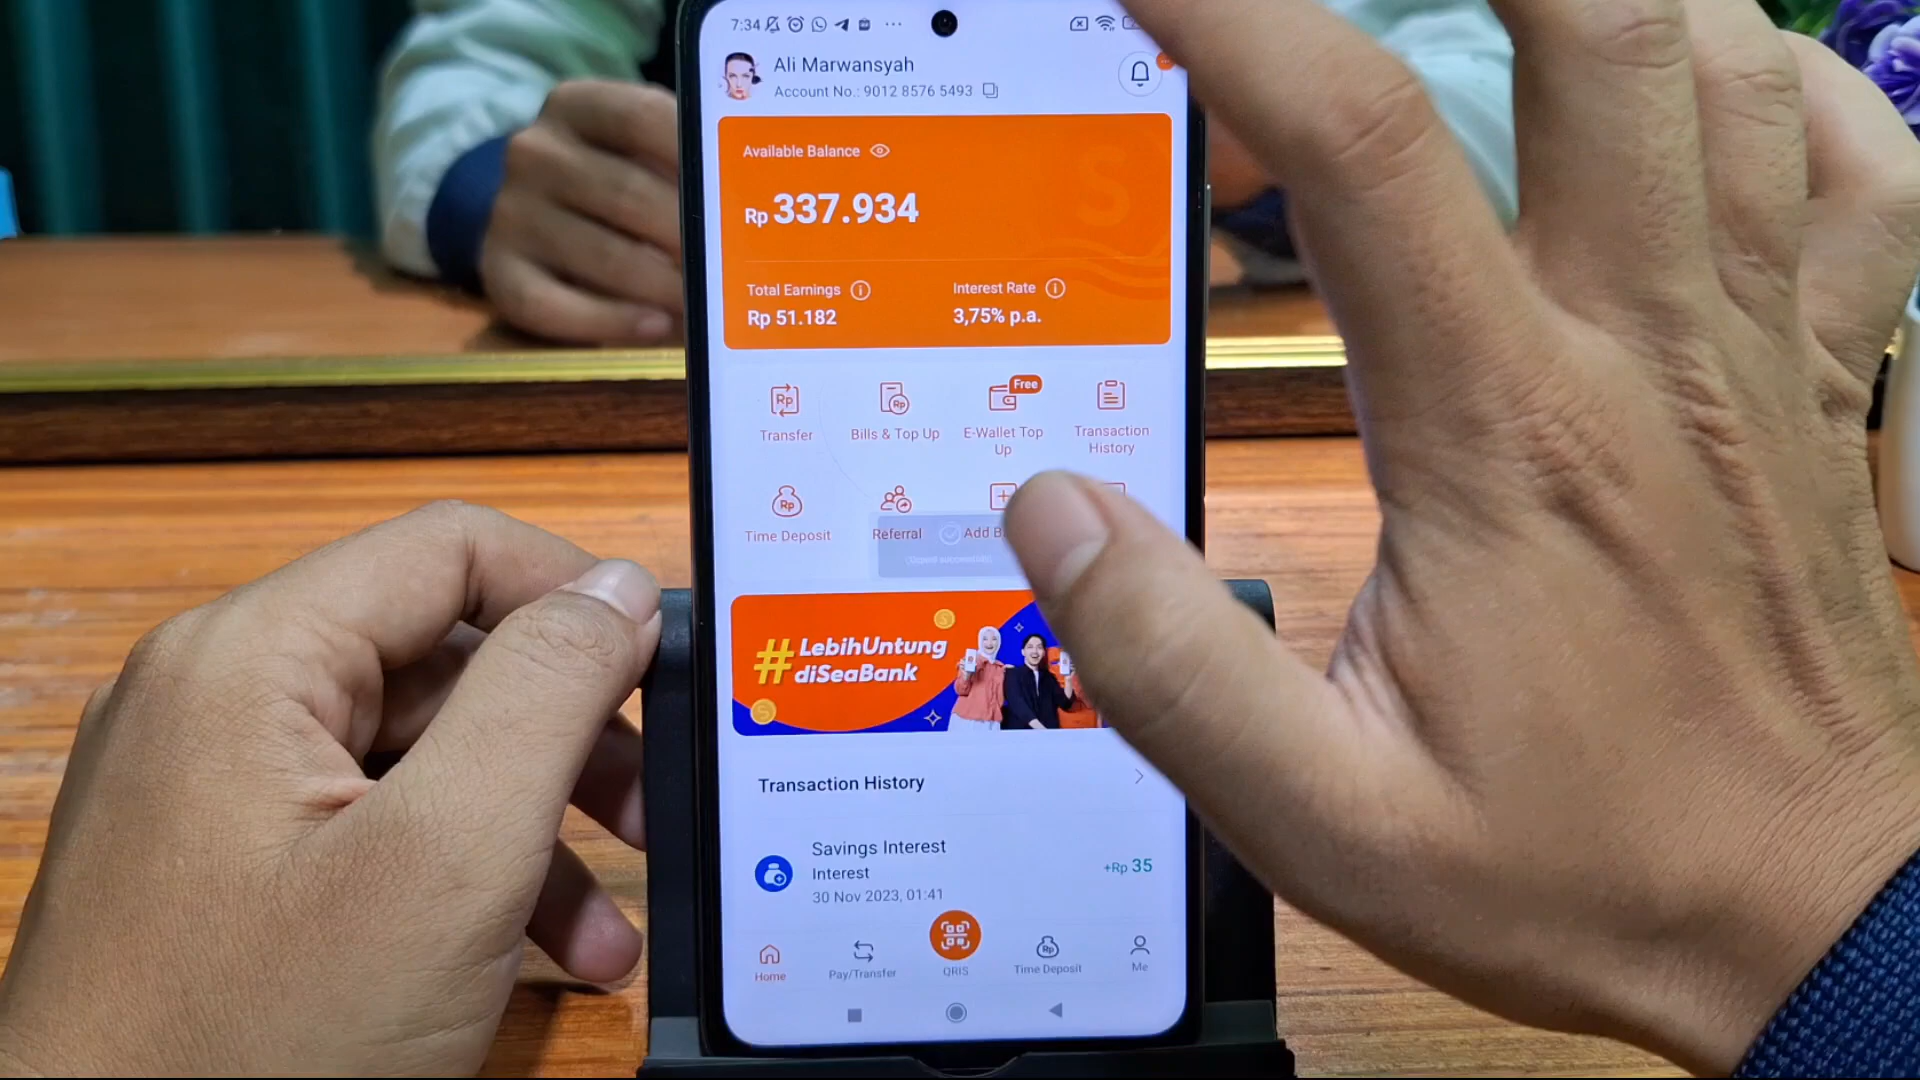 7:34
Ali Marwansyah
Account No.: 9012 8576 5493
Available Balance
Rp 337.934
Total Earnings
Interest Rate
Rp 51.182
3,75% p.a.
Free
Transfer
Bills & Top Up
E-Wallet Top Up
Transaction History
Time Deposit
Referral
Add B
#LebihUntung
diSeaBank
Transaction History
Savings Interest
Interest
+Rp 35
30 Nov 2023, 01:41
Home
Pay/Transfer
QRIS
Time Deposit
Me